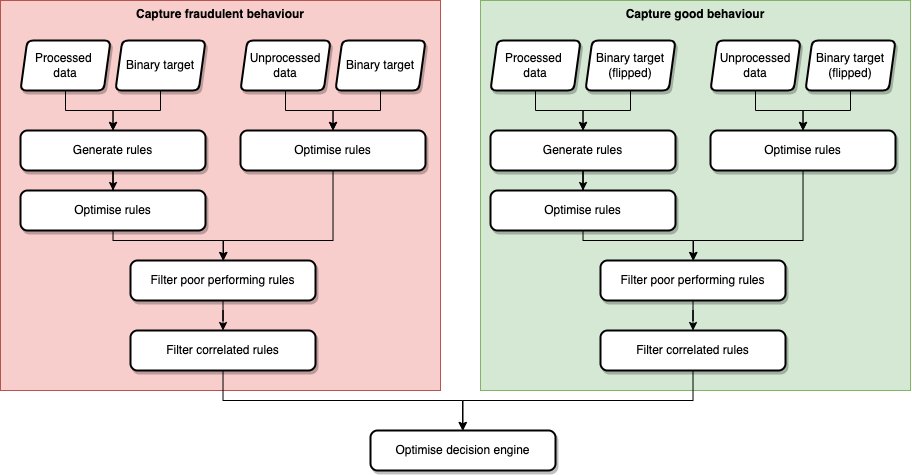 Capture fraudulent behaviour
Processed
data
Binary target
Unprocessed
data
Binary target
Generate rules
Optimise rules
Optimise rules
Filter poor performing rules
Filter correlated rules
Capture good behaviour
Processed
data
Binary target
(flipped)
Unprocessed
data
Binary target
(flipped)
Generate rules
Optimise rules
Optimise rules
Filter poor performing rules
Filter correlated rules
Optimise decision engine